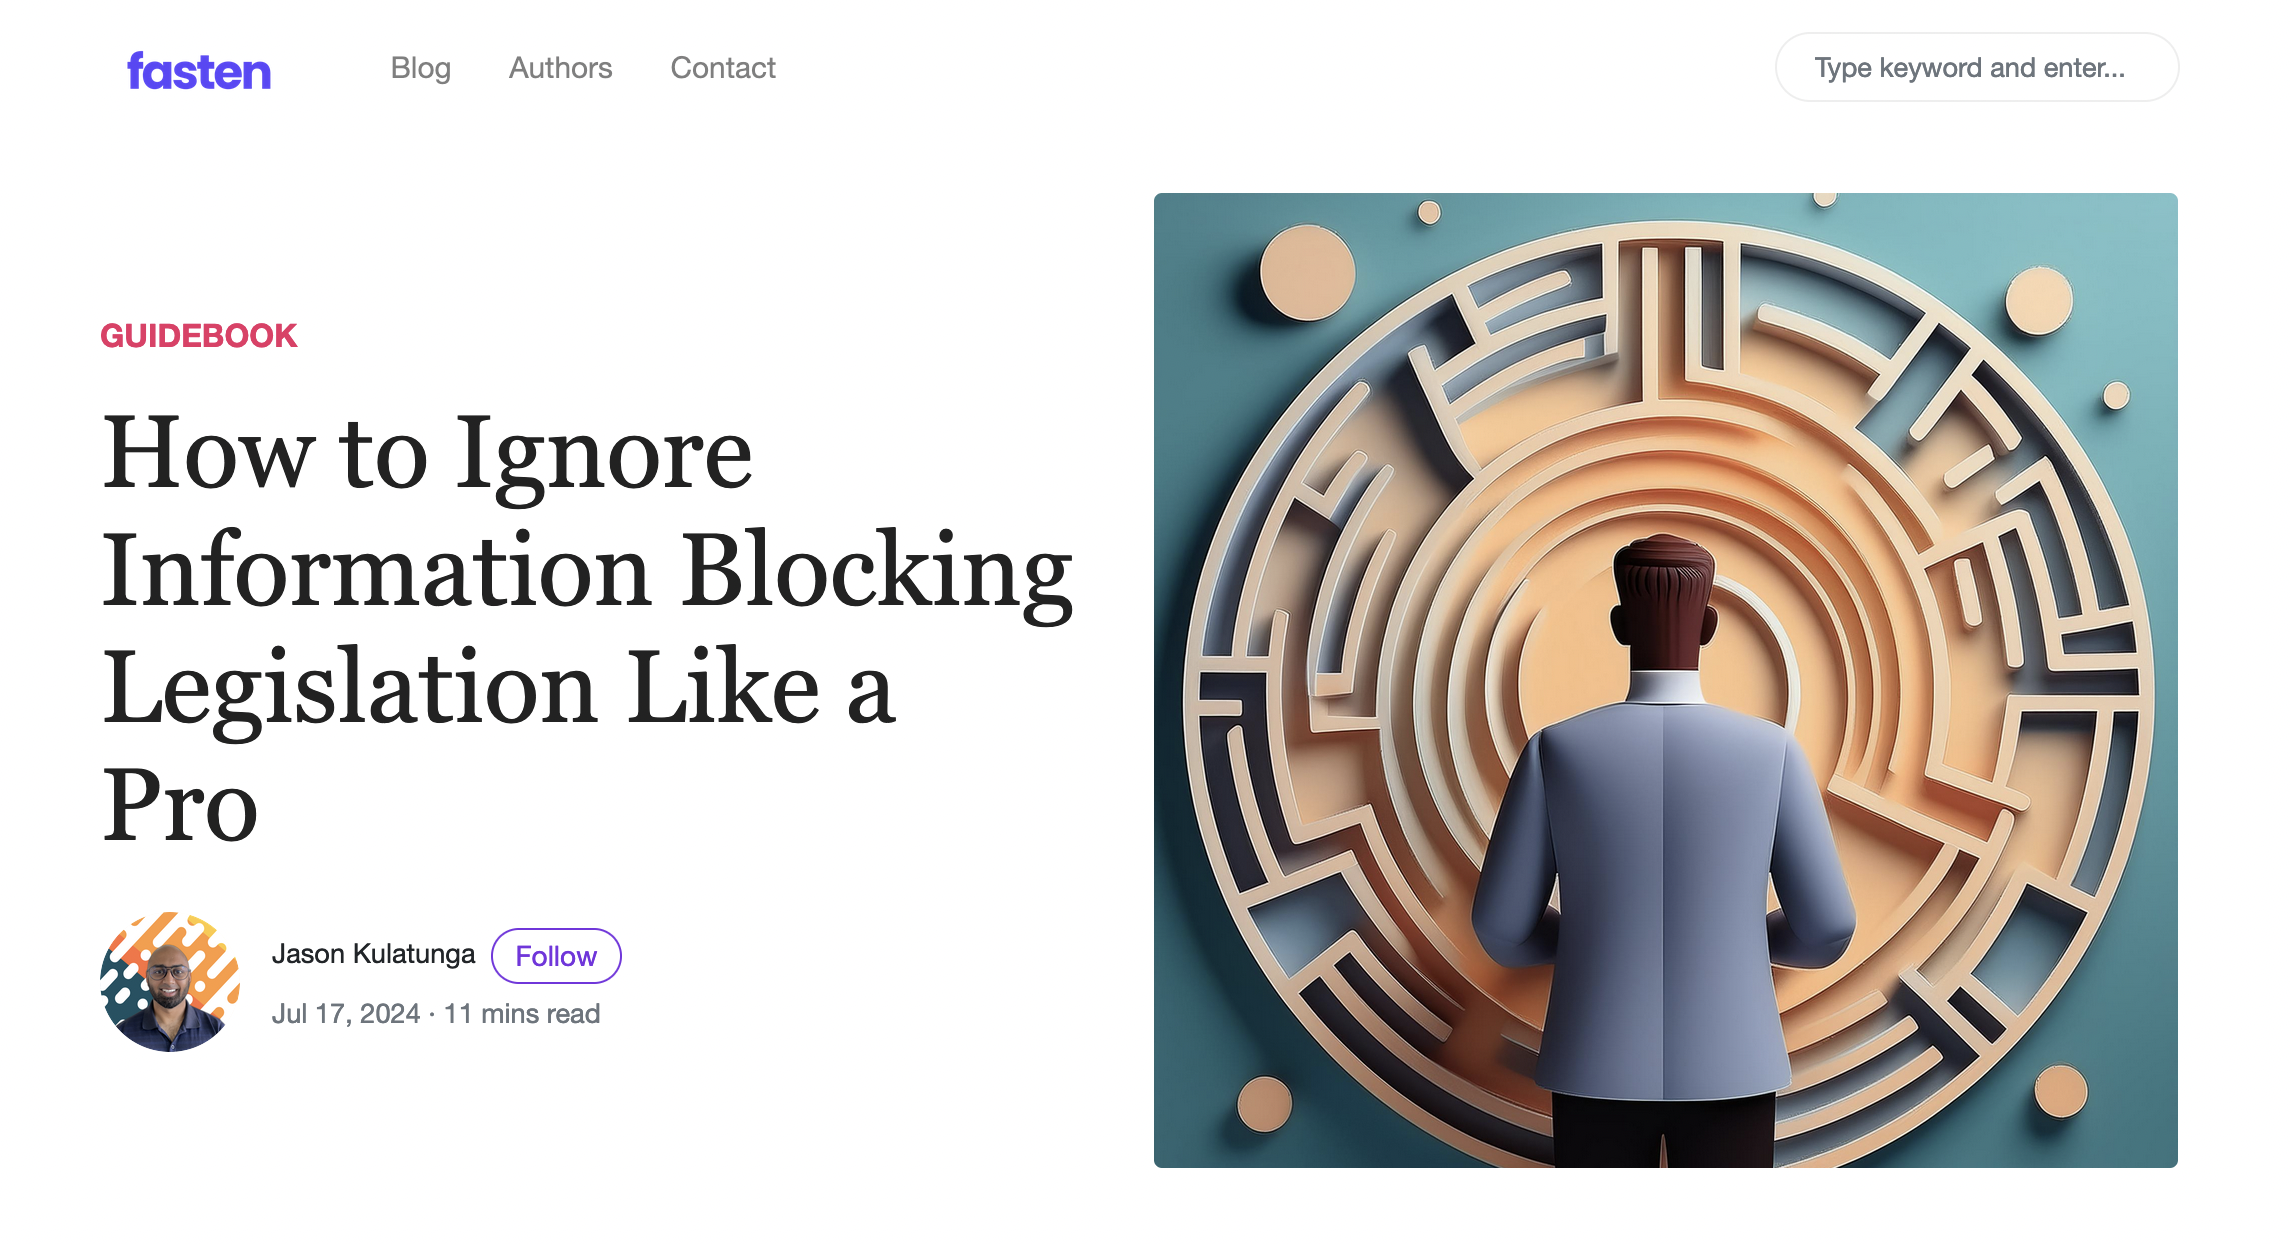 fasten
Blog
Authors
Contact
Type keyword and enter...
GUIDEBOOK
How to Ignore
Information Blocking
Legislation Like a
Pro
Jason Kulatunga
Follow
Jul 17, 2024 · 11 mins read